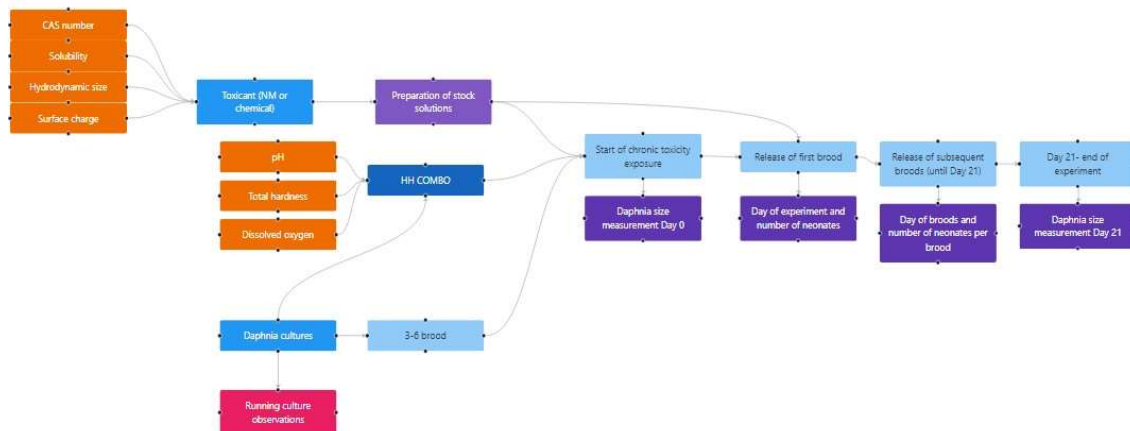 CAS number
Solubility
Hydrodynamic size
Surface charge
Toxicant (NM or
chemical)
Preparation of stock
solutions
pH
Total hardness
Dissolved oxygen
HH COMBO
Start of chronic toxicity
exposure
Release of first brood
Release of subsequent
broods (until Day 21)
Day 21- end of
experiment
Daphnia size
measurement Day 0
Day of experiment and
number of neonates
Day of broods and
number of neonates per
brood
Daphnia size
measurement Day 21
Daphnia cultures
3-6 brood
Running culture
observations